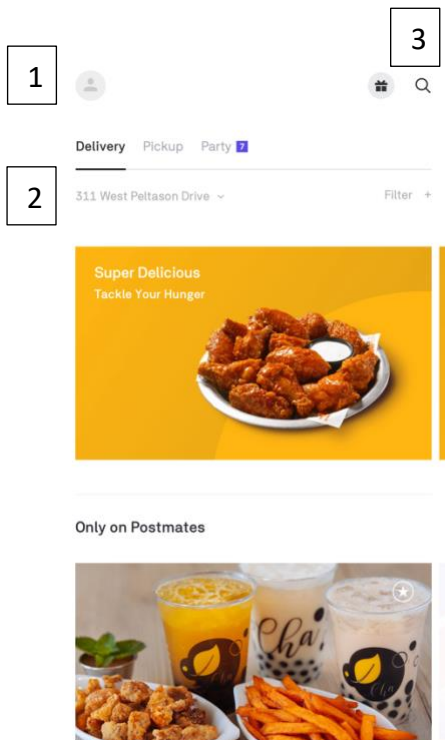 3
1
Delivery Pickup Party 7
2
311 West Peltason Drive
Filter +
Super Delicious
Tackle Your Hunger
Only on Postmates
Cha
Cha